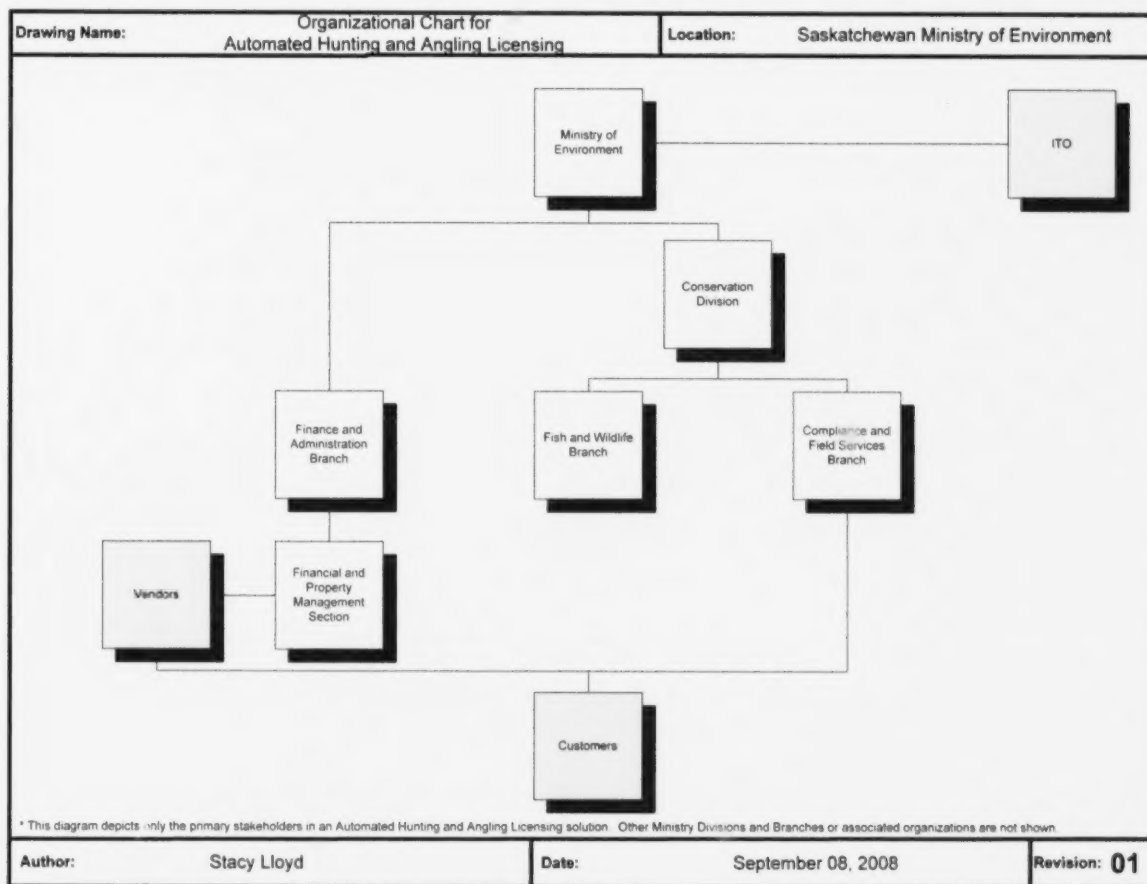 Drawing Name:
Organizational Chart for
Automated Hunting and Angling Licensing
Location:
Saskatchewan Ministry of Environment
Ministry of
Environment
ITO
Conservation
Division
Finance and
Administration
Branch
Fish and Wildlife
Branch
Compliance and
Field Services
Branch
Vendors
Financial and
Property
Management
Section
Customers
* This diagram depicts only the primary stakeholders in an Automated Hunting and Angling Licensing solution. Other Ministry Divisions and Branches or associated organizations are not shown.
Author:
Stacy Lloyd
Date:
September 08, 2008
Revision: 01